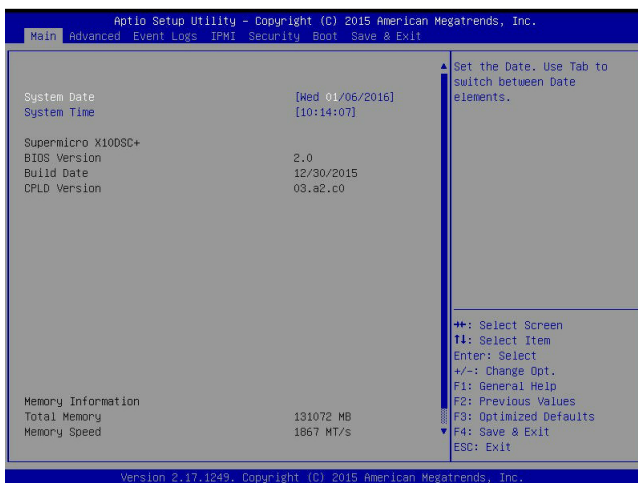 Aptio Setup Utility – Copyright (C) 2015 American Megatrends, Inc.
Main Advanced Event Logs IPMI Security Boot Save & Exit
System Date [Wed 01/06/2016]
System Time [10:14:07]
Supermicro X10DSC+
BIOS Version 2.0
Build Date 12/30/2015
CPLD Version 03.a2.c0
Memory Information
Total Memory 131072 MB
Memory Speed 1867 MT/s
Set the Date. Use Tab to
switch between Date
elements.
→←: Select Screen
↑↓: Select Item
Enter: Select
+/-: Change Opt.
F1: General Help
F2: Previous Values
F3: Optimized Defaults
F4: Save & Exit
ESC: Exit
Version 2.17.1249. Copyright (C) 2015 American Megatrends, Inc.